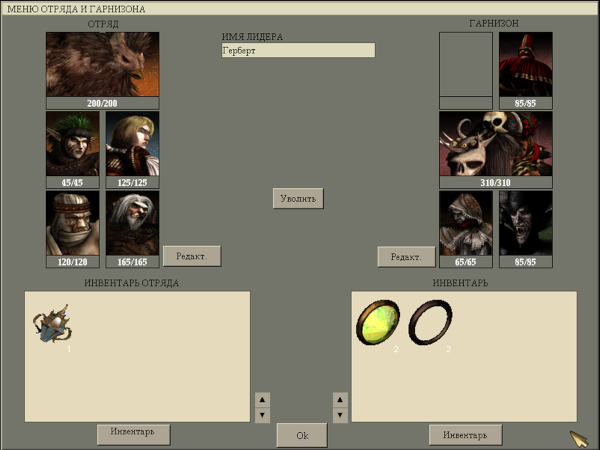 МЕНЮ ОТРЯДА И ГАРНИЗОНА
ОТРЯД
ГАРНИЗОН
ИМЯ ЛИДЕРА
Герберт
200/200
85/85
45/45
125/125
310/310
Уволить
120/120
165/165
65/65
85/85
Редакт.
Редакт.
ИНВЕНТАРЬ ОТРЯДА
ИНВЕНТАРЬ
1
2
2
Инвентарь
Ok
Инвентарь